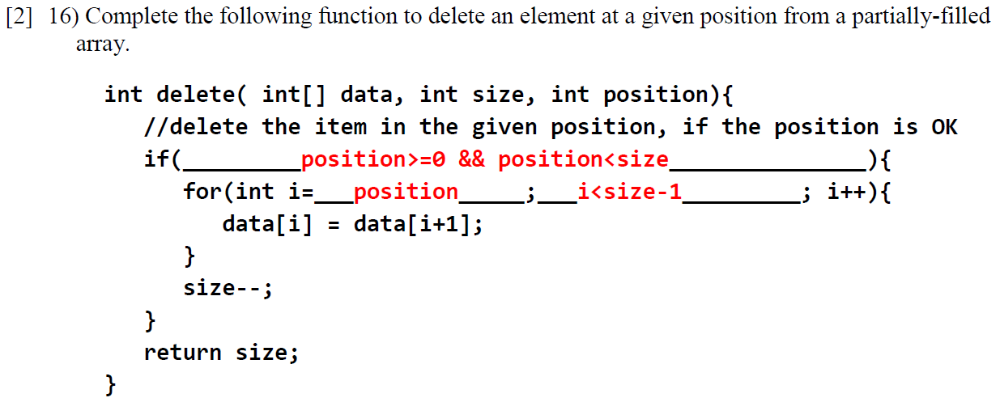 [2] 16) Complete the following function to delete an element at a given position from a partially-filled
array.
int delete( int[] data, int size, int position){
//delete the item in the given position, if the position is OK
if(_________position>=0 && position<size_______________){
for(int i=___position_____;___i<size-1_________; i++){
data[i] = data[i+1];
}
size--;
}
return size;
}